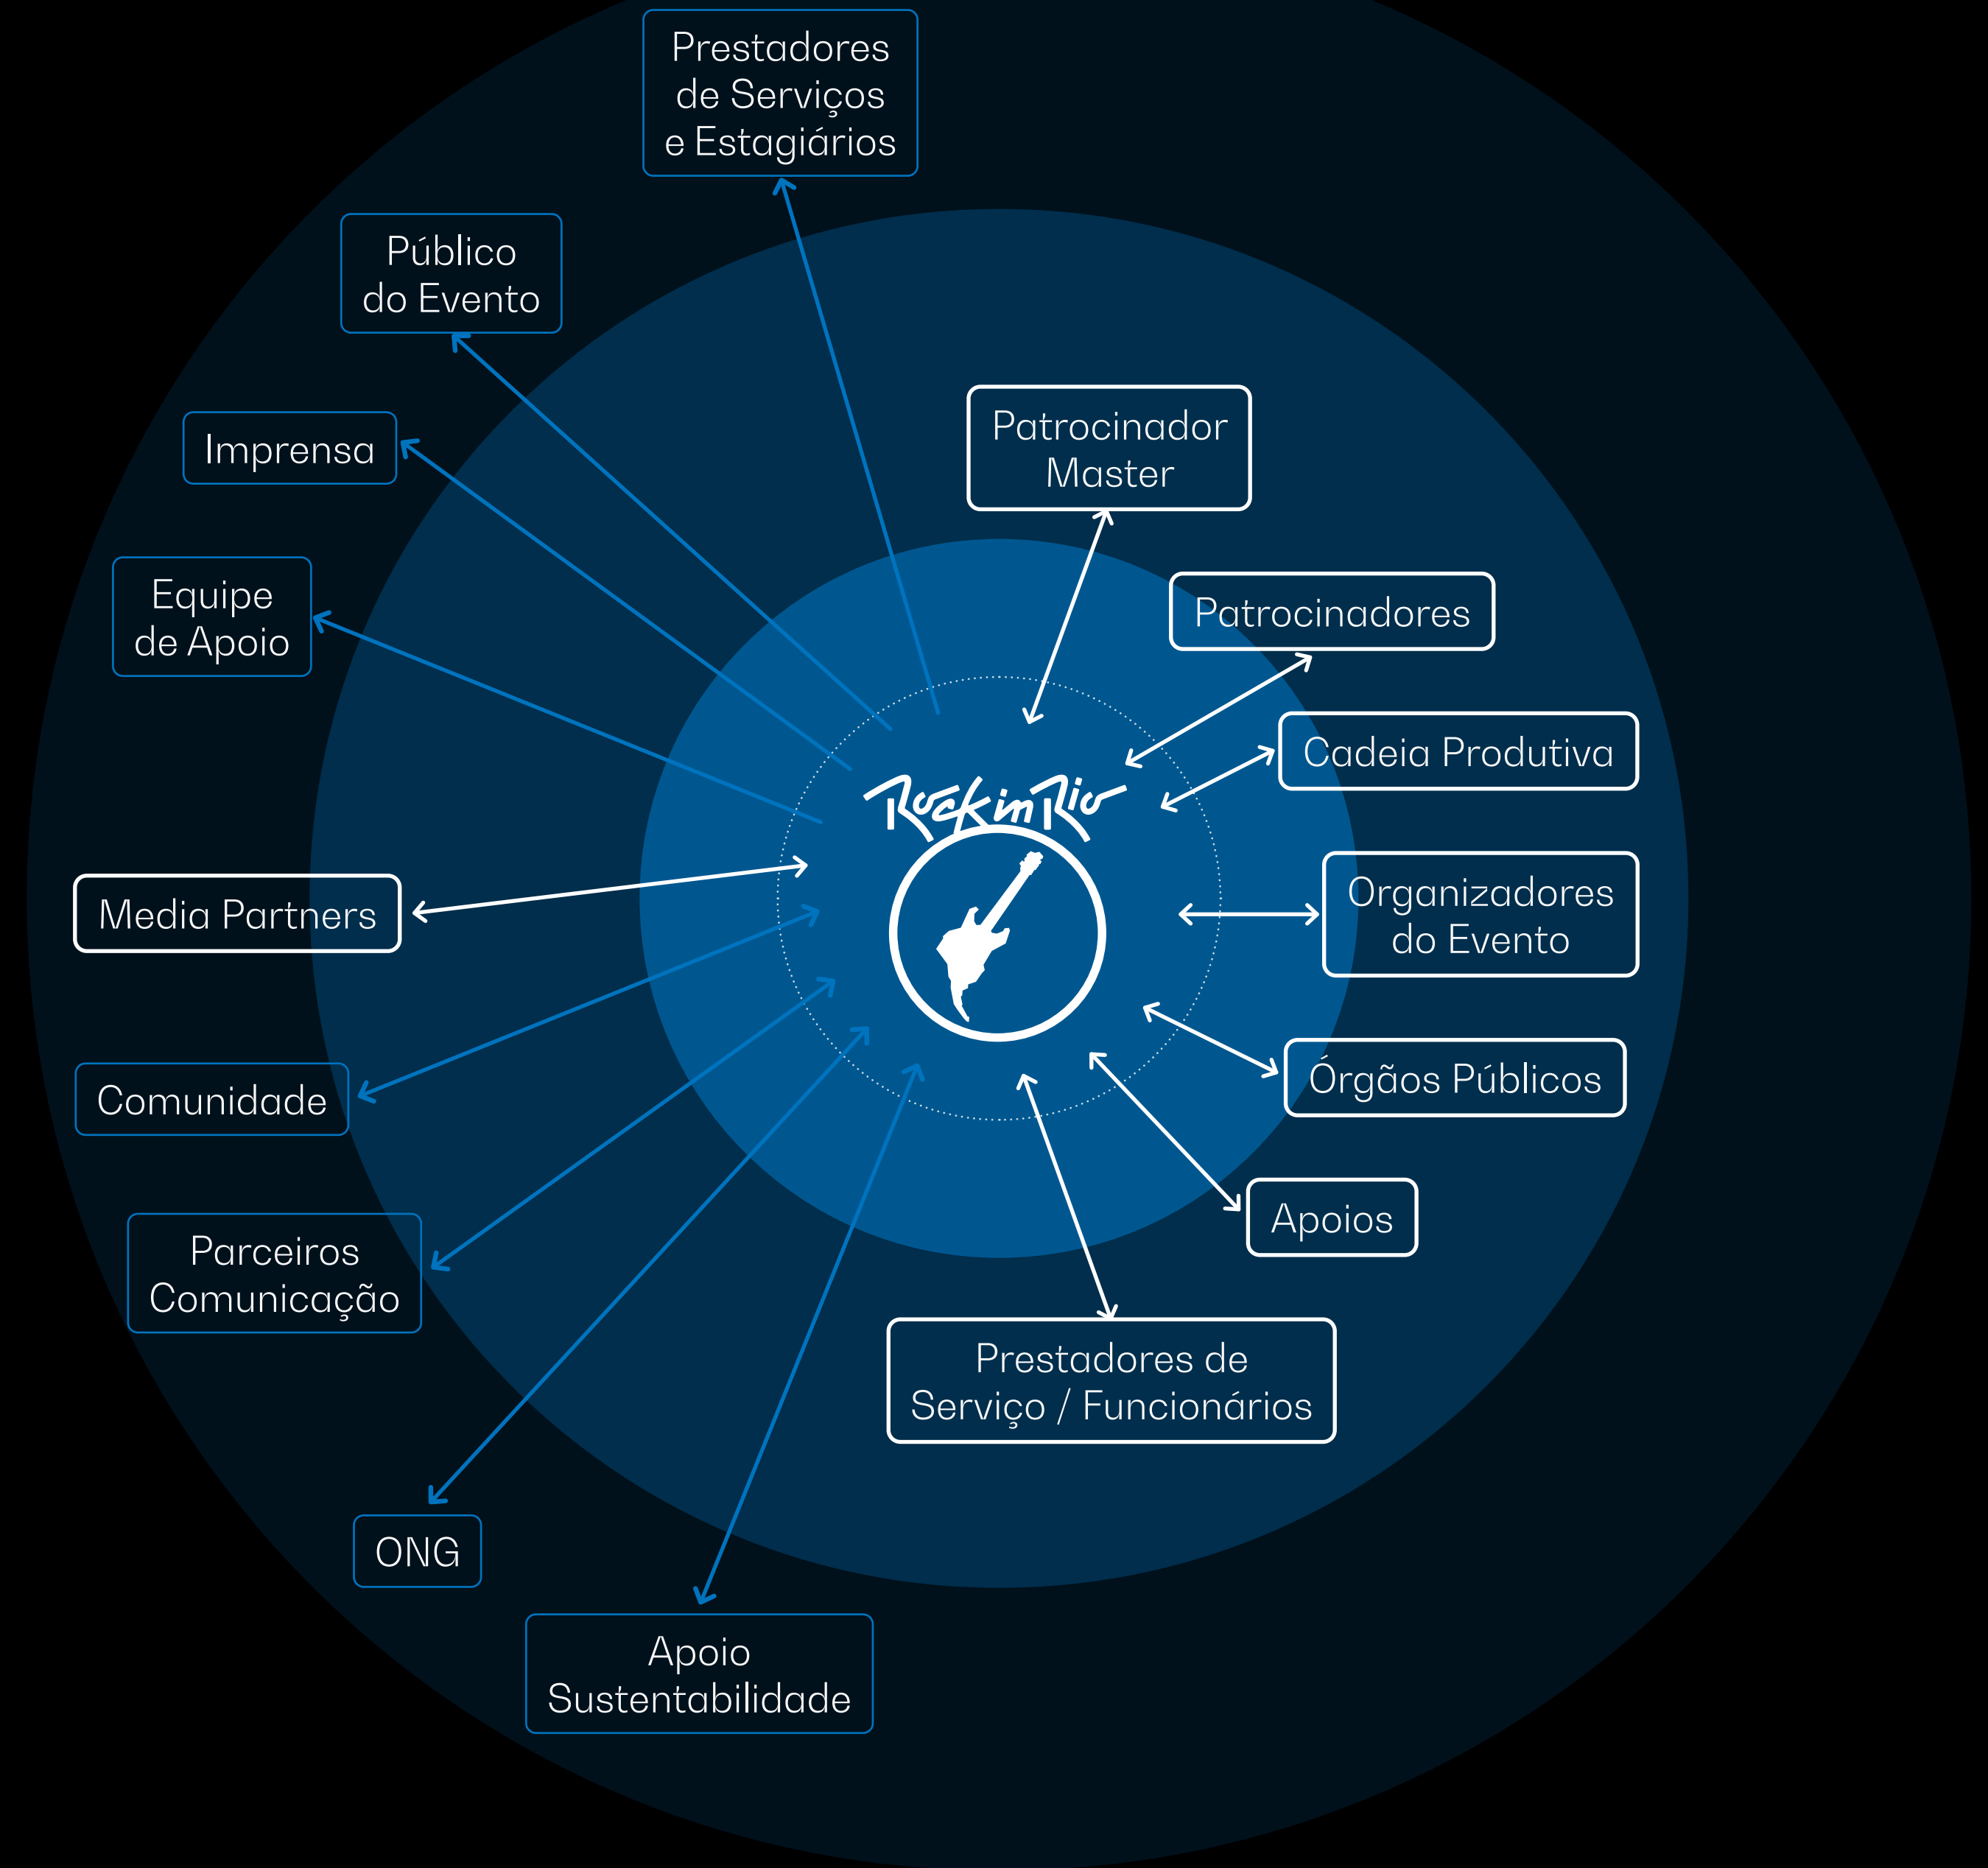 Prestadores
de Serviços
e Estagiários
Público
do Evento
Imprensa
Equipe
de Apoio
Media Partners
Comunidade
Parceiros
Comunicação
ONG
Apoio
Sustentabilidade
Rock in Rio
Patrocinador
Master
Patrocinadores
Cadeia Produtiva
Organizadores
do Evento
Órgãos Públicos
Apoios
Prestadores de
Serviço / Funcionários